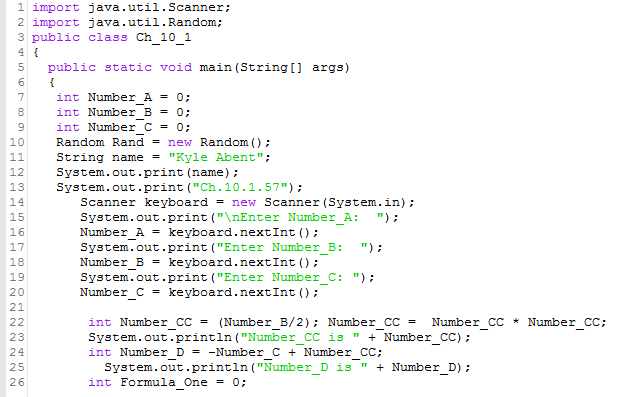 1 import java.util.Scanner;
2 import java.util.Random;
3 public class Ch_10_1
4 {
5 public static void main(String[] args)
6 {
7 int Number_A = 0;
8 int Number_B = 0;
9 int Number_C = 0;
10 Random Rand = new Random();
11 String name = "Kyle Abent";
12 System.out.print(name);
13 System.out.print("Ch.10.1.57");
14 Scanner keyboard = new Scanner(System.in);
15 System.out.print("\nEnter Number_A:  ");
16 Number_A = keyboard.nextInt();
17 System.out.print("Enter Number_B:  ");
18 Number_B = keyboard.nextInt();
19 System.out.print("Enter Number_C: ");
20 Number_C = keyboard.nextInt();
21
22 int Number_CC = (Number_B/2); Number_CC =  Number_CC * Number_CC;
23 System.out.println("Number_CC is " + Number_CC);
24 int Number_D = -Number_C + Number_CC;
25 System.out.println("Number_D is " + Number_D);
26 int Formula_One = 0;